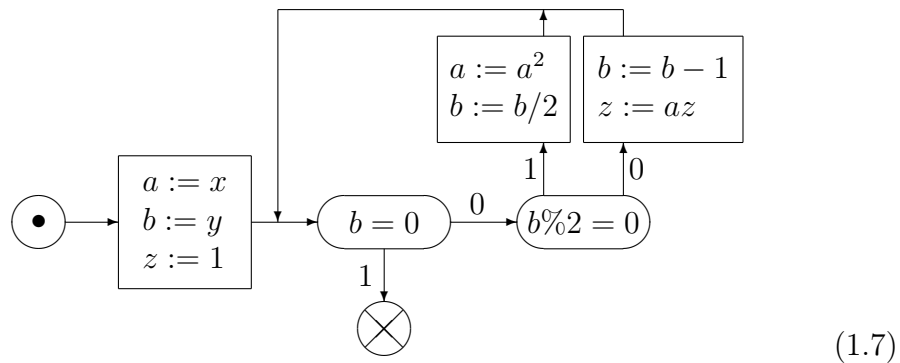 a := a²
b := b/2
b := b − 1
z := az
1
0
a := x
b := y
z := 1
b = 0
0
b%2 = 0
1
(1.7)